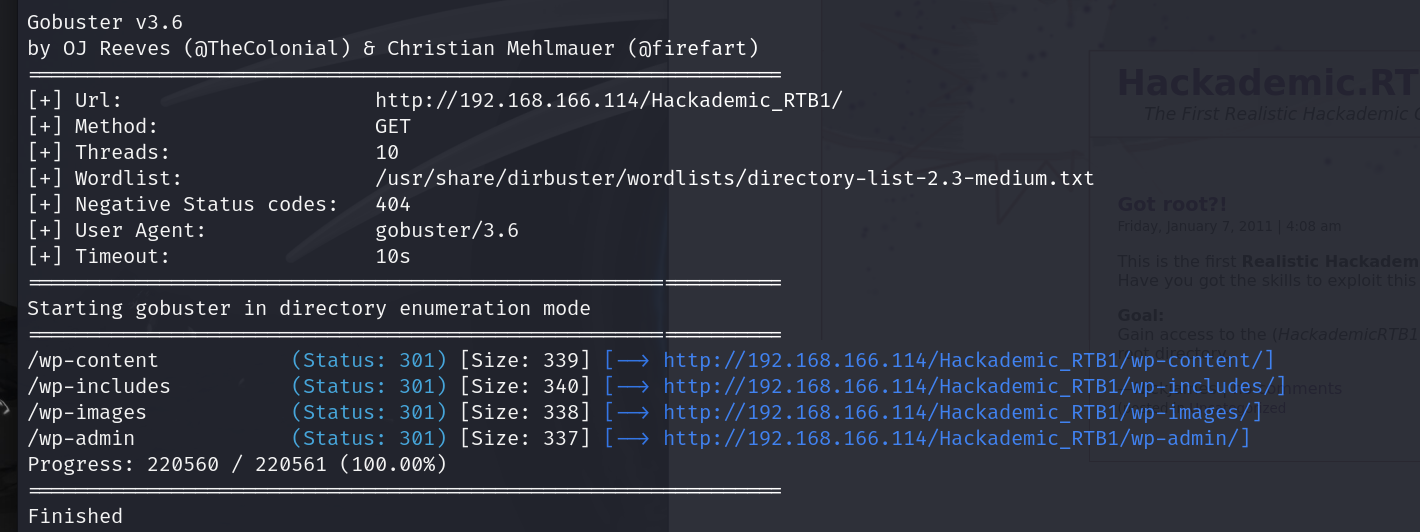 Gobuster v3.6
by OJ Reeves (@TheColonial) & Christian Mehlmauer (@firefart)
===============================================================
[+] Url:                     http://192.168.166.114/Hackademic_RTB1/
[+] Method:                  GET
[+] Threads:                 10
[+] Wordlist:                /usr/share/dirbuster/wordlists/directory-list-2.3-medium.txt
[+] Negative Status codes:   404
[+] User Agent:              gobuster/3.6
[+] Timeout:                 10s
===============================================================
Starting gobuster in directory enumeration mode
===============================================================
/wp-content           (Status: 301) [Size: 339] [--> http://192.168.166.114/Hackademic_RTB1/wp-content/]
/wp-includes          (Status: 301) [Size: 340] [--> http://192.168.166.114/Hackademic_RTB1/wp-includes/]
/wp-images            (Status: 301) [Size: 338] [--> http://192.168.166.114/Hackademic_RTB1/wp-images/]
/wp-admin             (Status: 301) [Size: 337] [--> http://192.168.166.114/Hackademic_RTB1/wp-admin/]
Progress: 220560 / 220561 (100.00%)
===============================================================
Finished
Hackademic.RT
The First Realistic Hackademic
Got root?!
Friday, January 7, 2011 | 4:08 am
This is the first Realistic Hackadem
Have you got the skills to exploit this
Goal:
Gain access to the (HackademicRTB1